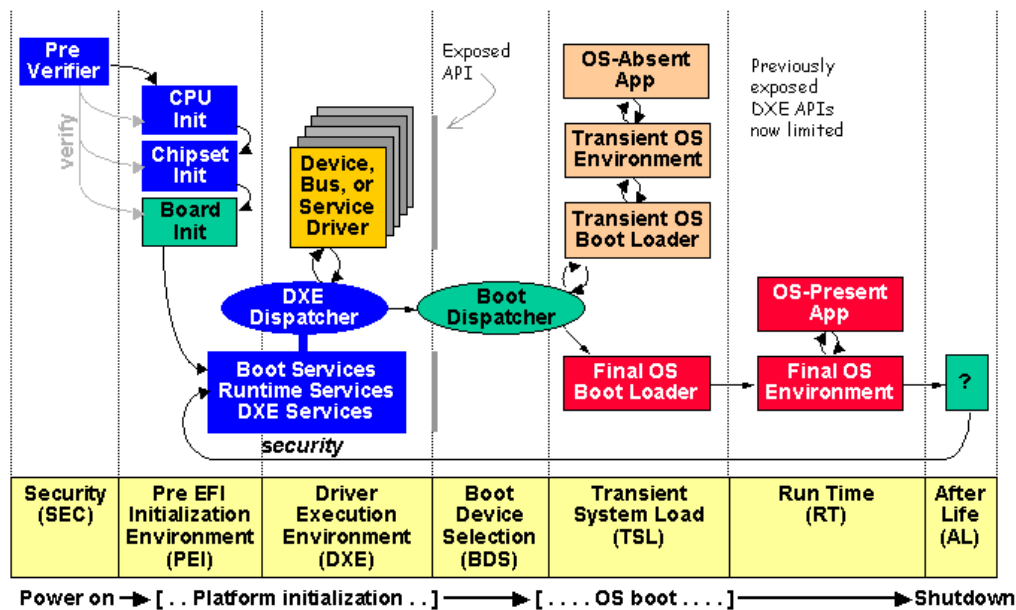 Pre
Verifier
verify
CPU
Init
Chipset
Init
Board
Init
Device,
Bus, or
Service
Driver
DXE
Dispatcher
Boot Services
Runtime Services
DXE Services
security
Exposed
API
Boot
Dispatcher
OS-Absent
App
Transient OS
Environment
Transient OS
Boot Loader
Final OS
Boot Loader
Previously
exposed
DXE APIs
now limited
OS-Present
App
Final OS
Environment
?
Security
(SEC)
Pre EFI
Initialization
Environment
(PEI)
Driver
Execution
Environment
(DXE)
Boot
Device
Selection
(BDS)
Transient
System Load
(TSL)
Run Time
(RT)
After
Life
(AL)
Power on → [ . . Platform initialization . . ] → [ . . . . OS boot . . . . ] → Shutdown